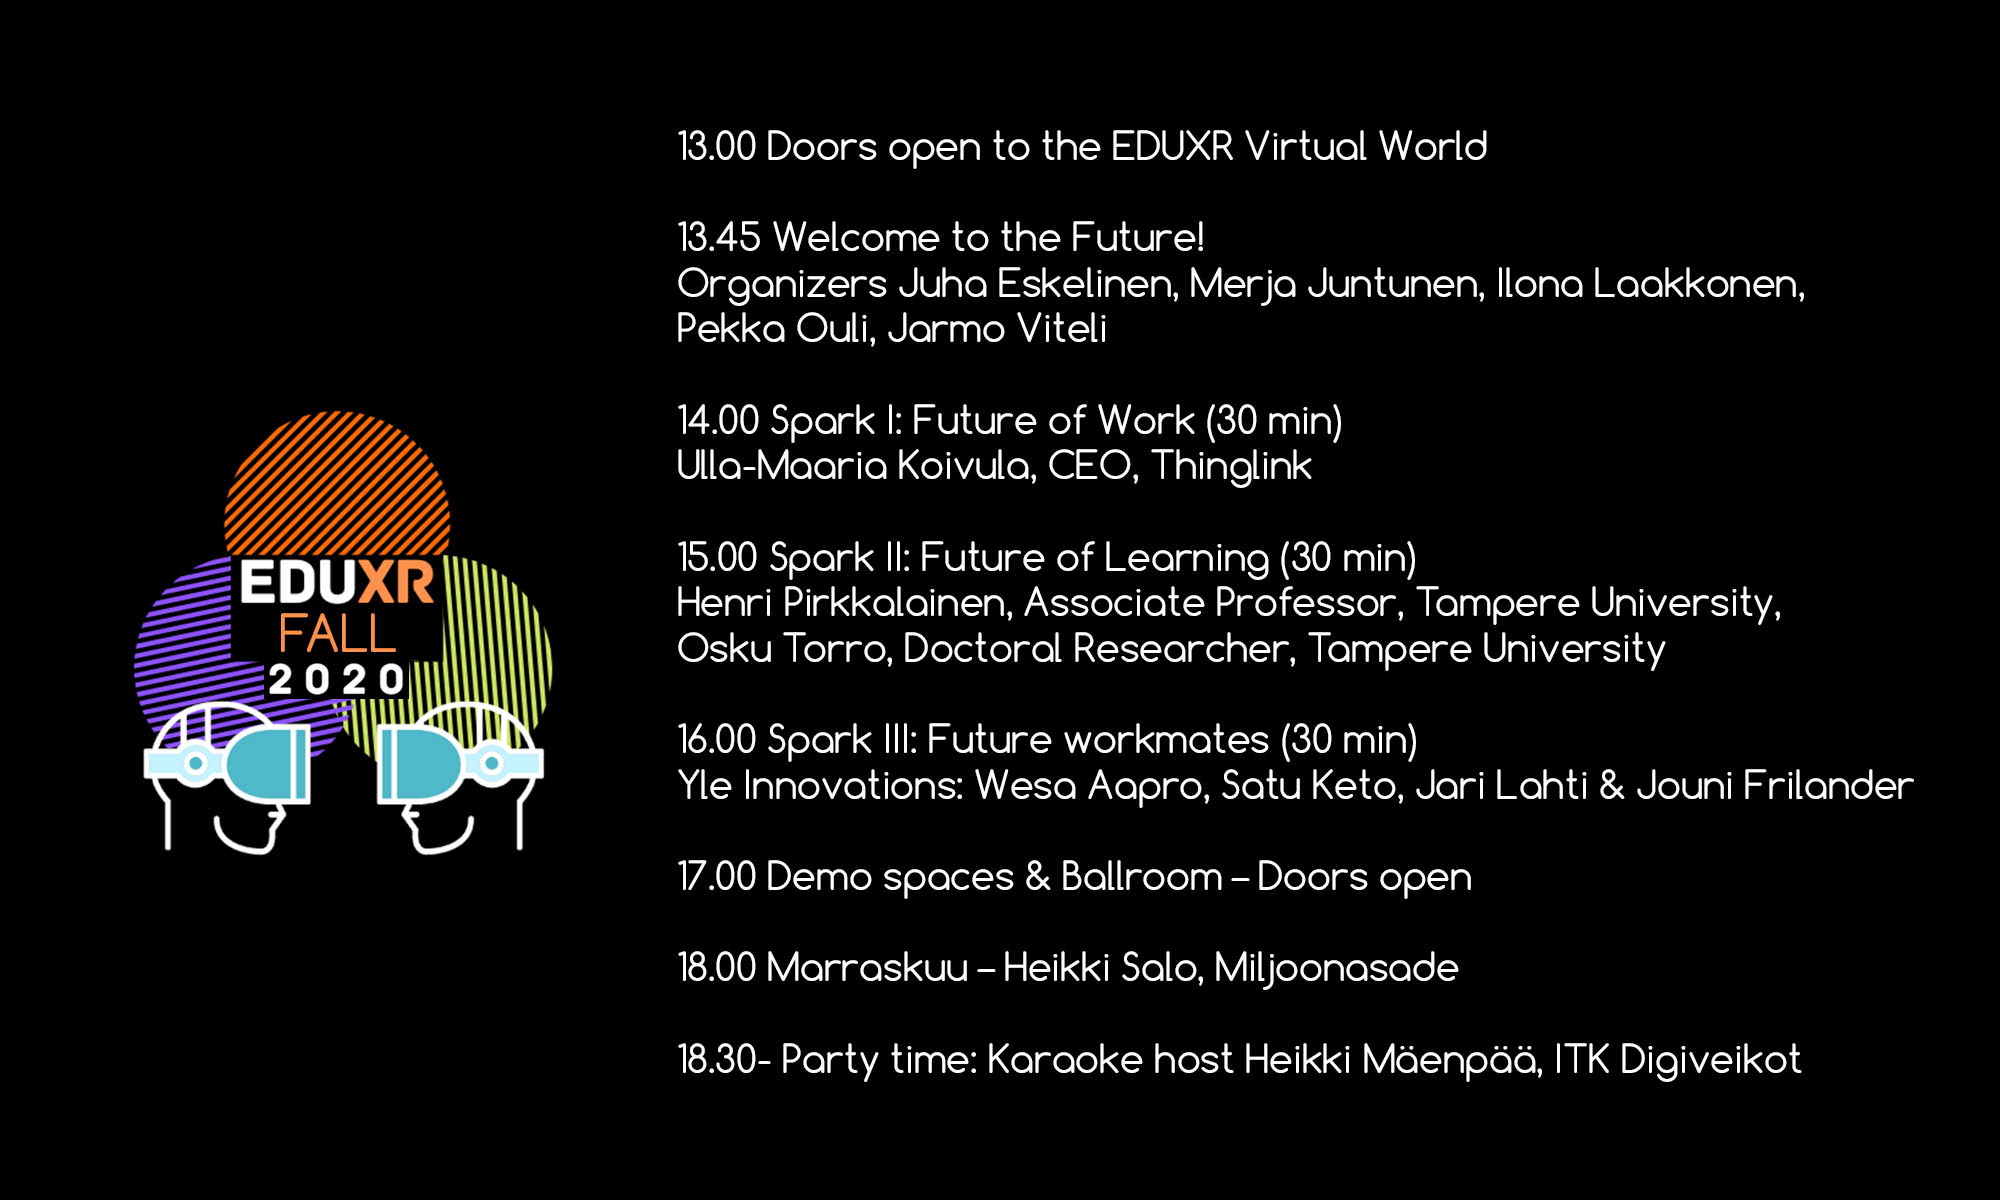 EDUXR
FALL
2020
13.00 Doors open to the EDUXR Virtual World
13.45 Welcome to the Future!
Organizers Juha Eskelinen, Merja Juntunen, Ilona Laakkonen,
Pekka Ouli, Jarmo Viteli
14.00 Spark I: Future of Work (30 min)
Ulla-Maaria Koivula, CEO, Thinglink
15.00 Spark II: Future of Learning (30 min)
Henri Pirkkalainen, Associate Professor, Tampere University,
Osku Torro, Doctoral Researcher, Tampere University
16.00 Spark III: Future workmates (30 min)
Yle Innovations: Wesa Aapro, Satu Keto, Jari Lahti & Jouni Frilander
17.00 Demo spaces & Ballroom – Doors open
18.00 Marraskuu – Heikki Salo, Miljoonasade
18.30- Party time: Karaoke host Heikki Mäenpää, ITK Digiveikot